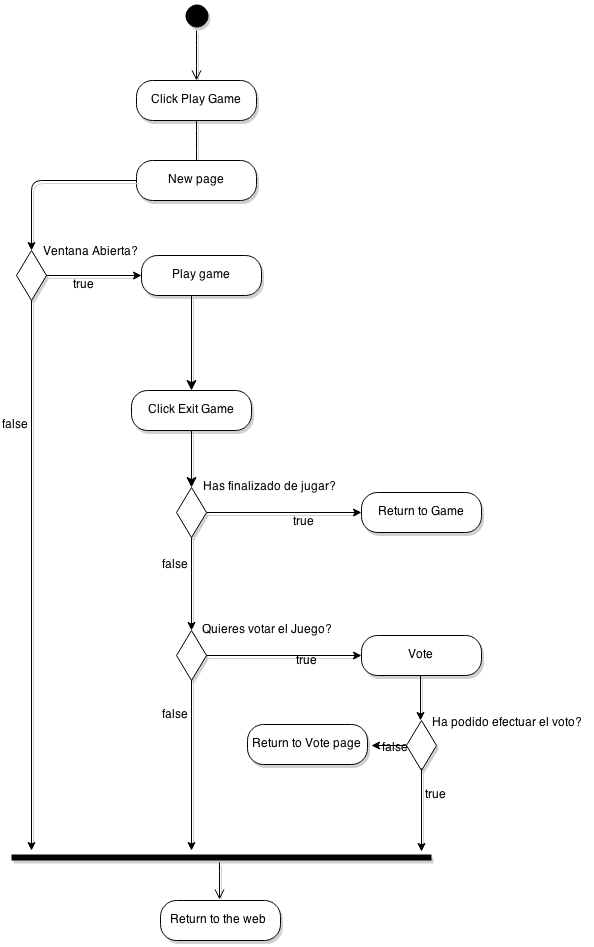 Click Play Game
New page
Ventana Abierta?
true
Play game
false
Click Exit Game
Has finalizado de jugar?
true
Return to Game
false
Quieres votar el Juego?
true
Vote
false
Ha podido efectuar el voto?
Return to Vote page
false
true
Return to the web